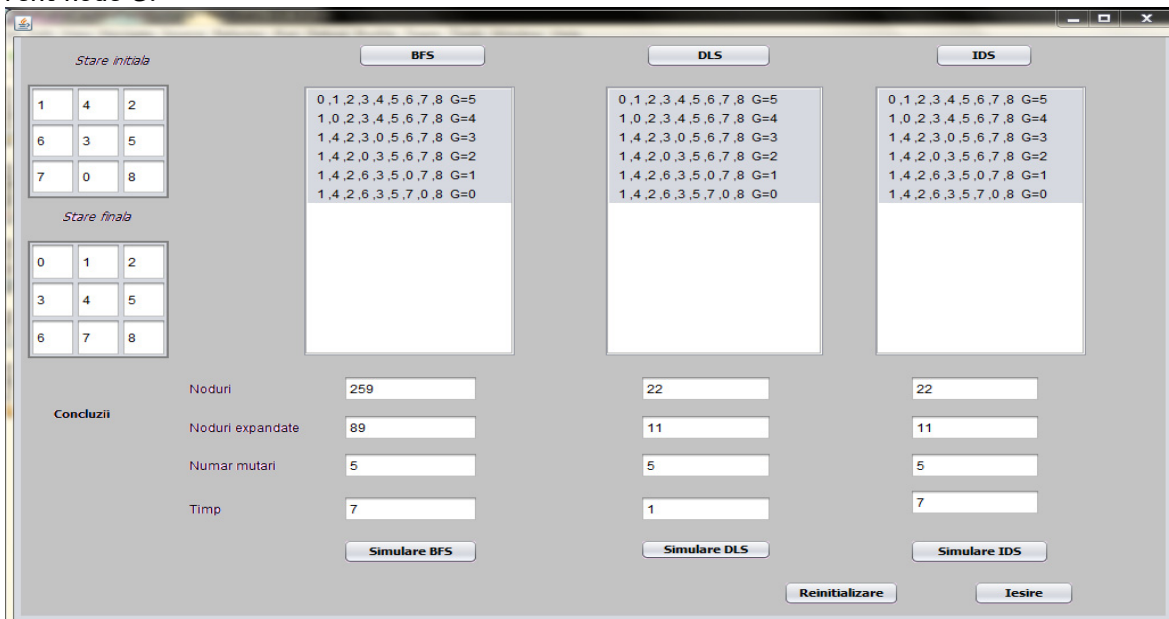 Stare initiala
BFS
DLS
IDS
1 4 2
6 3 5
7 0 8
Stare finala
0 1 2
3 4 5
6 7 8
0 ,1 ,2 ,3 ,4 ,5 ,6 ,7 ,8 G=5
1 ,0 ,2 ,3 ,4 ,5 ,6 ,7 ,8 G=4
1 ,4 ,2 ,3 ,0 ,5 ,6 ,7 ,8 G=3
1 ,4 ,2 ,0 ,3 ,5 ,6 ,7 ,8 G=2
1 ,4 ,2 ,6 ,3 ,5 ,0 ,7 ,8 G=1
1 ,4 ,2 ,6 ,3 ,5 ,7 ,0 ,8 G=0
0 ,1 ,2 ,3 ,4 ,5 ,6 ,7 ,8 G=5
1 ,0 ,2 ,3 ,4 ,5 ,6 ,7 ,8 G=4
1 ,4 ,2 ,3 ,0 ,5 ,6 ,7 ,8 G=3
1 ,4 ,2 ,0 ,3 ,5 ,6 ,7 ,8 G=2
1 ,4 ,2 ,6 ,3 ,5 ,0 ,7 ,8 G=1
1 ,4 ,2 ,6 ,3 ,5 ,7 ,0 ,8 G=0
0 ,1 ,2 ,3 ,4 ,5 ,6 ,7 ,8 G=5
1 ,0 ,2 ,3 ,4 ,5 ,6 ,7 ,8 G=4
1 ,4 ,2 ,3 ,0 ,5 ,6 ,7 ,8 G=3
1 ,4 ,2 ,0 ,3 ,5 ,6 ,7 ,8 G=2
1 ,4 ,2 ,6 ,3 ,5 ,0 ,7 ,8 G=1
1 ,4 ,2 ,6 ,3 ,5 ,7 ,0 ,8 G=0
Concluzii
Noduri 259 22 22
Noduri expandate 89 11 11
Numar mutari 5 5 5
Timp 7 1 7
Simulare BFS
Simulare DLS
Simulare IDS
Reinitializare
Iesire